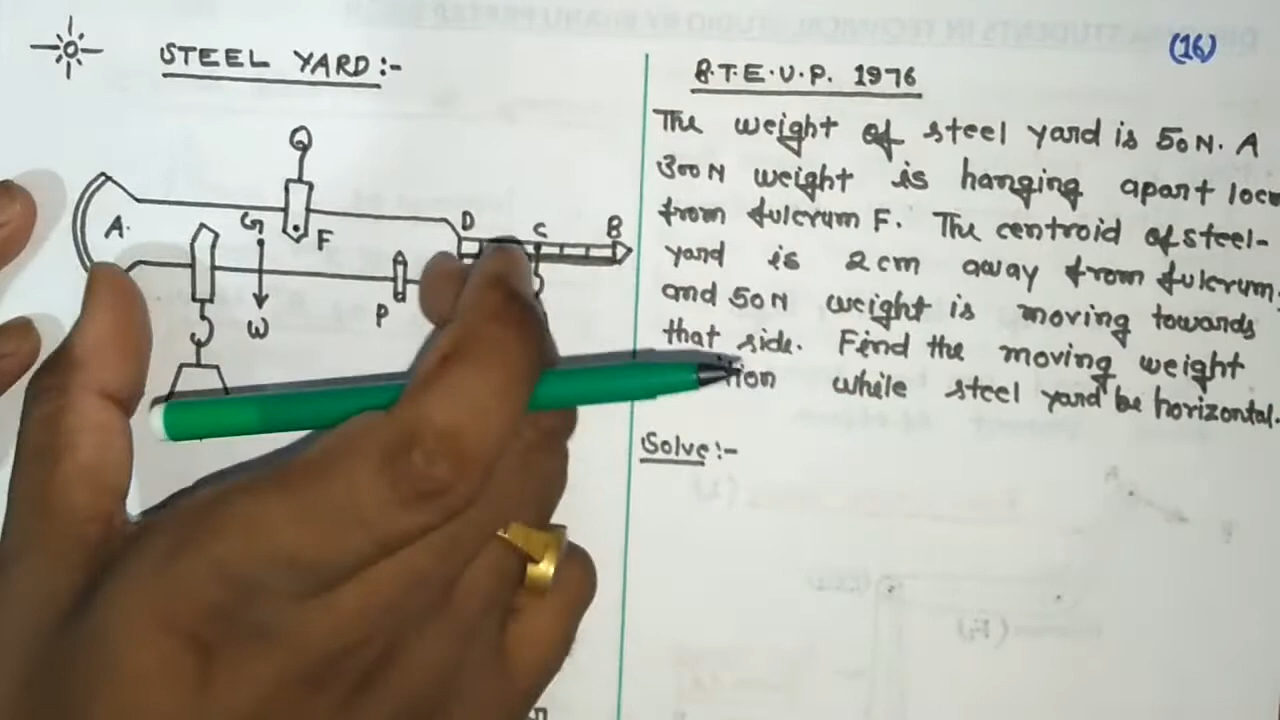 (16)
STEEL YARD:-
Q
A
G
F
D
C
B
P
W
B.T.E.U.P. 1976
The weight of steel yard is 50N. A
300N weight is hanging apart
from fulcrum F. The centroid of steel-
yard is 2cm away from fulcrum.
and 50N weight is moving towards
that side. Find the moving weight
while steel yard be horizontal.
Solve:-